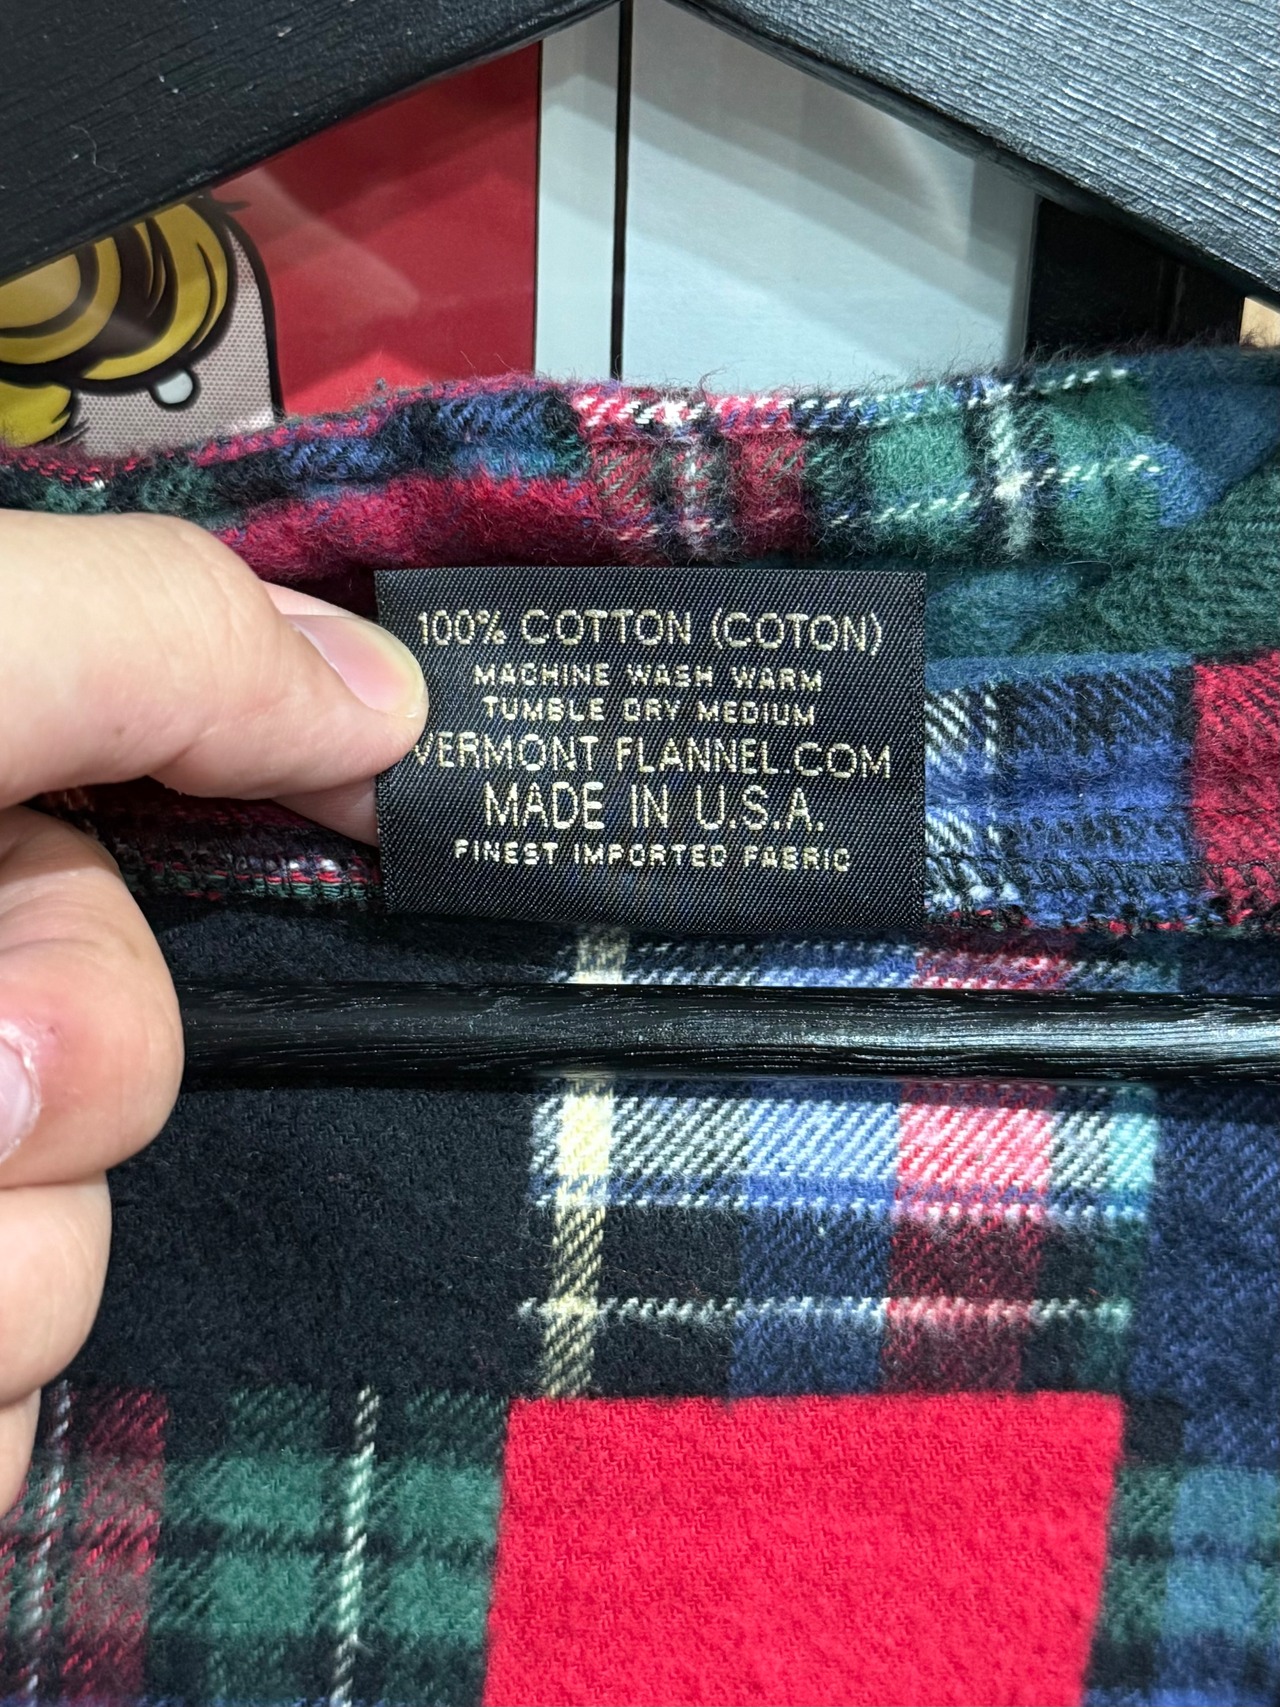 100% COTTON (COTON)
MACHINE WASH WARM
TUMBLE DRY MEDIUM
VERMONT FLANNEL.COM
MADE IN U.S.A.
FINEST IMPORTED FABRIC